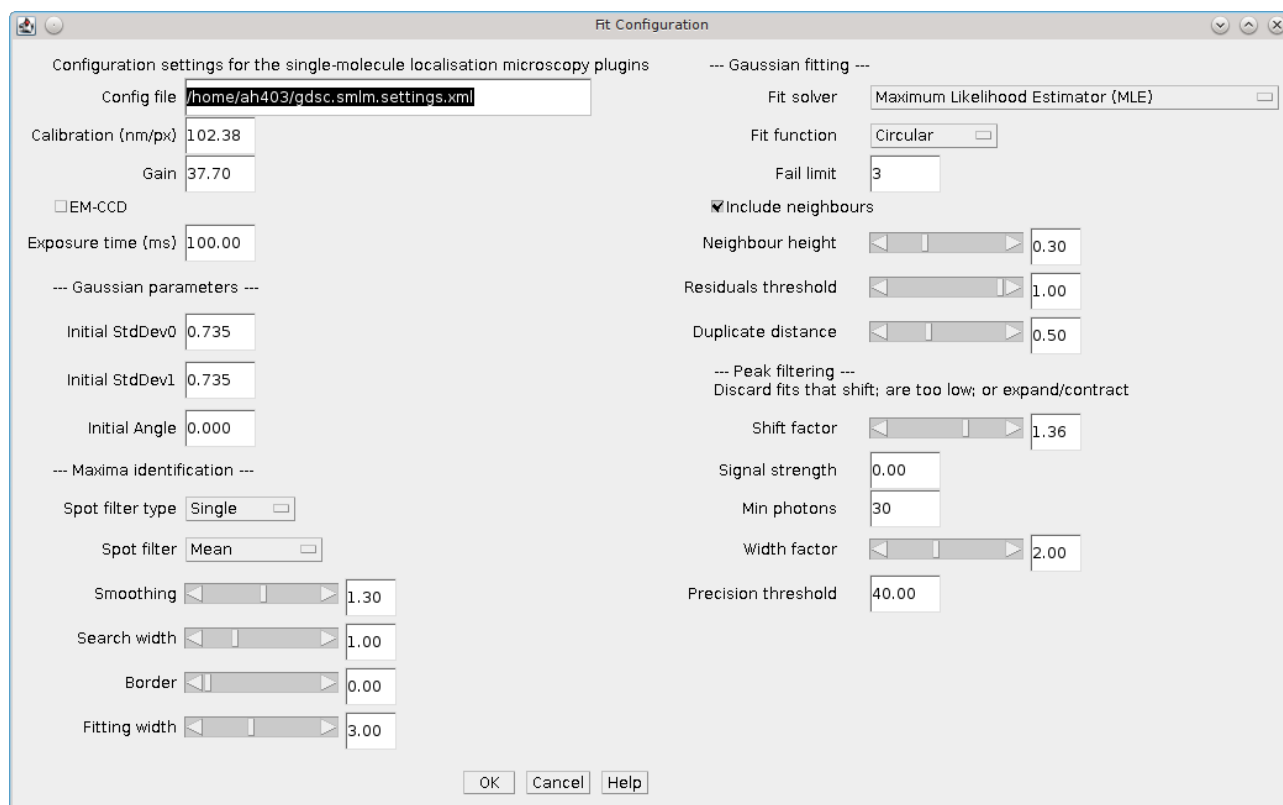 Fit Configuration
Configuration settings for the single-molecule localisation microscopy plugins
Config file /home/ah403/gdsc.smlm.settings.xml
Calibration (nm/px) 102.38
Gain 37.70
EM-CCD
Exposure time (ms) 100.00
--- Gaussian parameters ---
Initial StdDev0 0.735
Initial StdDev1 0.735
Initial Angle 0.000
--- Maxima identification ---
Spot filter type Single
Spot filter Mean
Smoothing 1.30
Search width 1.00
Border 0.00
Fitting width 3.00
--- Gaussian fitting ---
Fit solver Maximum Likelihood Estimator (MLE)
Fit function Circular
Fail limit 3
Include neighbours
Neighbour height 0.30
Residuals threshold 1.00
Duplicate distance 0.50
--- Peak filtering ---
Discard fits that shift; are too low; or expand/contract
Shift factor 1.36
Signal strength 0.00
Min photons 30
Width factor 2.00
Precision threshold 40.00
OK Cancel Help